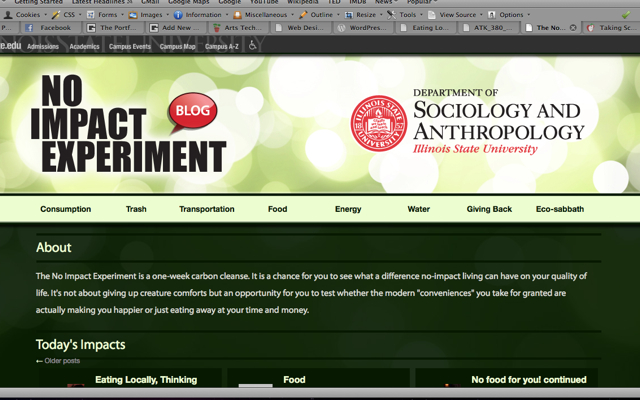 Getting Started Latest Headlines GMail Google Maps Google YouTube Wikipedia TED IMDB News Popular
Cookies CSS Forms Images Information Miscellaneous Outline Resize Tools View Source Options
P... Facebook The Portf... Add New ... Arts Tech... Web Desi... WordPres... Eating Lo... ATK_380_... The No... Taking Sc...
e.edu Admissions Academics Campus Events Campus Map Campus A-Z
NO
IMPACT
EXPERIMENT
BLOG
DEPARTMENT OF
SOCIOLOGY AND
ANTHROPOLOGY
Illinois State University
Consumption Trash Transportation Food Energy Water Giving Back Eco-sabbath
About
The No Impact Experiment is a one-week carbon cleanse. It is a chance for you to see what a difference no-impact living can have on your quality of
life. It's not about giving up creature comforts but an opportunity for you to test whether the modern "conveniences" you take for granted are
actually making you happier or just eating away at your time and money.
Today's Impacts
← Older posts
Eating Locally, Thinking Food No food for you! continued